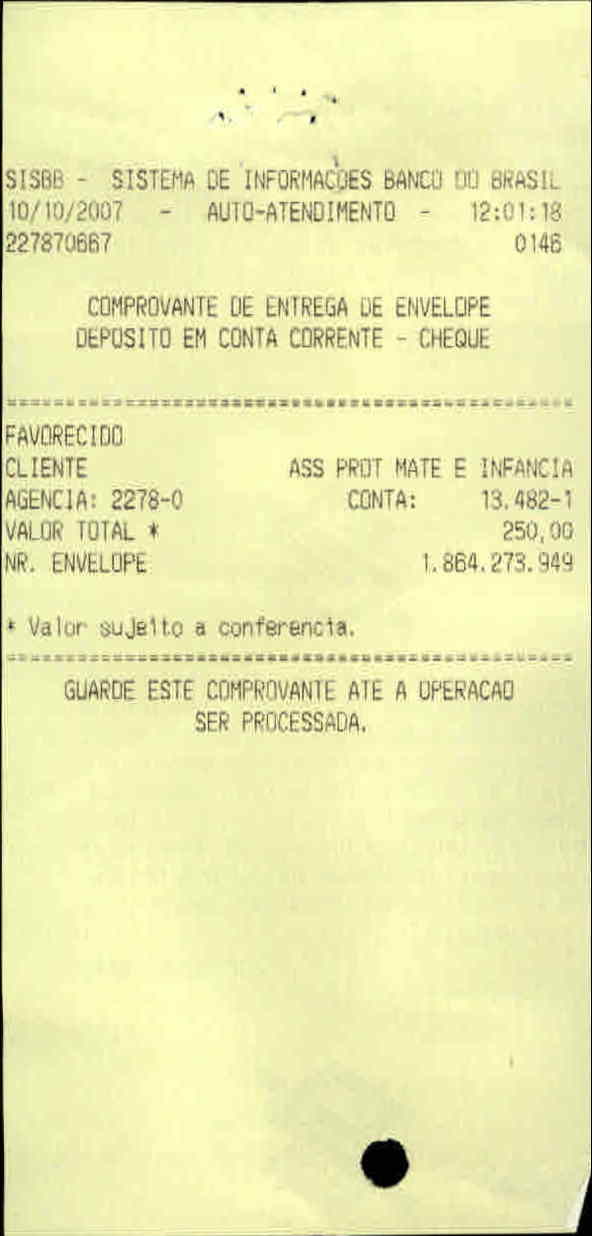 SISBB - SISTEMA DE INFORMACOES BANCO DO BRASIL
10/10/2007 - AUTO-ATENDIMENTO - 12:01:18
227870667 0146
COMPROVANTE DE ENTREGA DE ENVELOPE
DEPOSITO EM CONTA CORRENTE - CHEQUE
================================================
FAVORECIDO
CLIENTE ASS PROT MATE E INFANCIA
AGENCIA: 2278-0 CONTA: 13.482-1
VALOR TOTAL * 250,00
NR. ENVELOPE 1.864.273.949
* Valor sujeito a conferencia.
================================================
GUARDE ESTE COMPROVANTE ATE A OPERACAO
SER PROCESSADA.